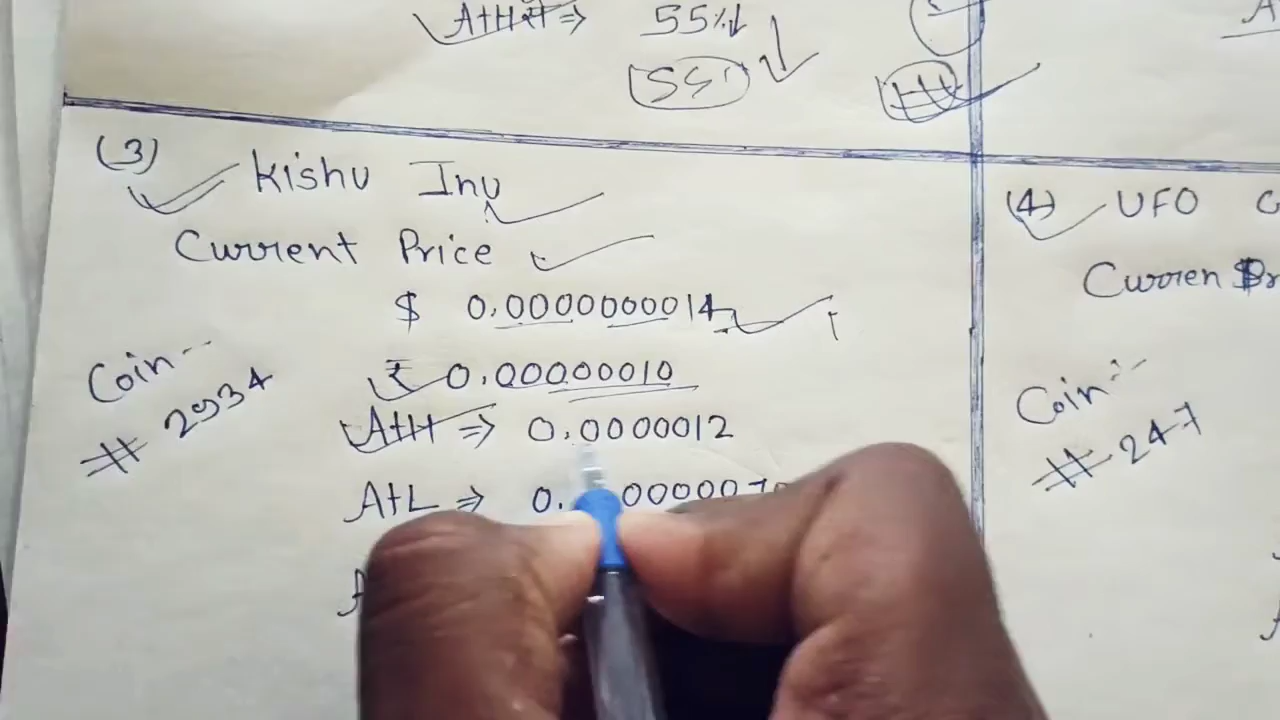 AtH से ⇒ 55%↓
55%
(3)
Kishu Inu
Current Price
$ 0.0000000014
₹ 0.00000010
AtH ⇒ 0.0000012
AtL ⇒ 0.
Coin
# 2934
(4) UFO
Curren
Coin
# 247